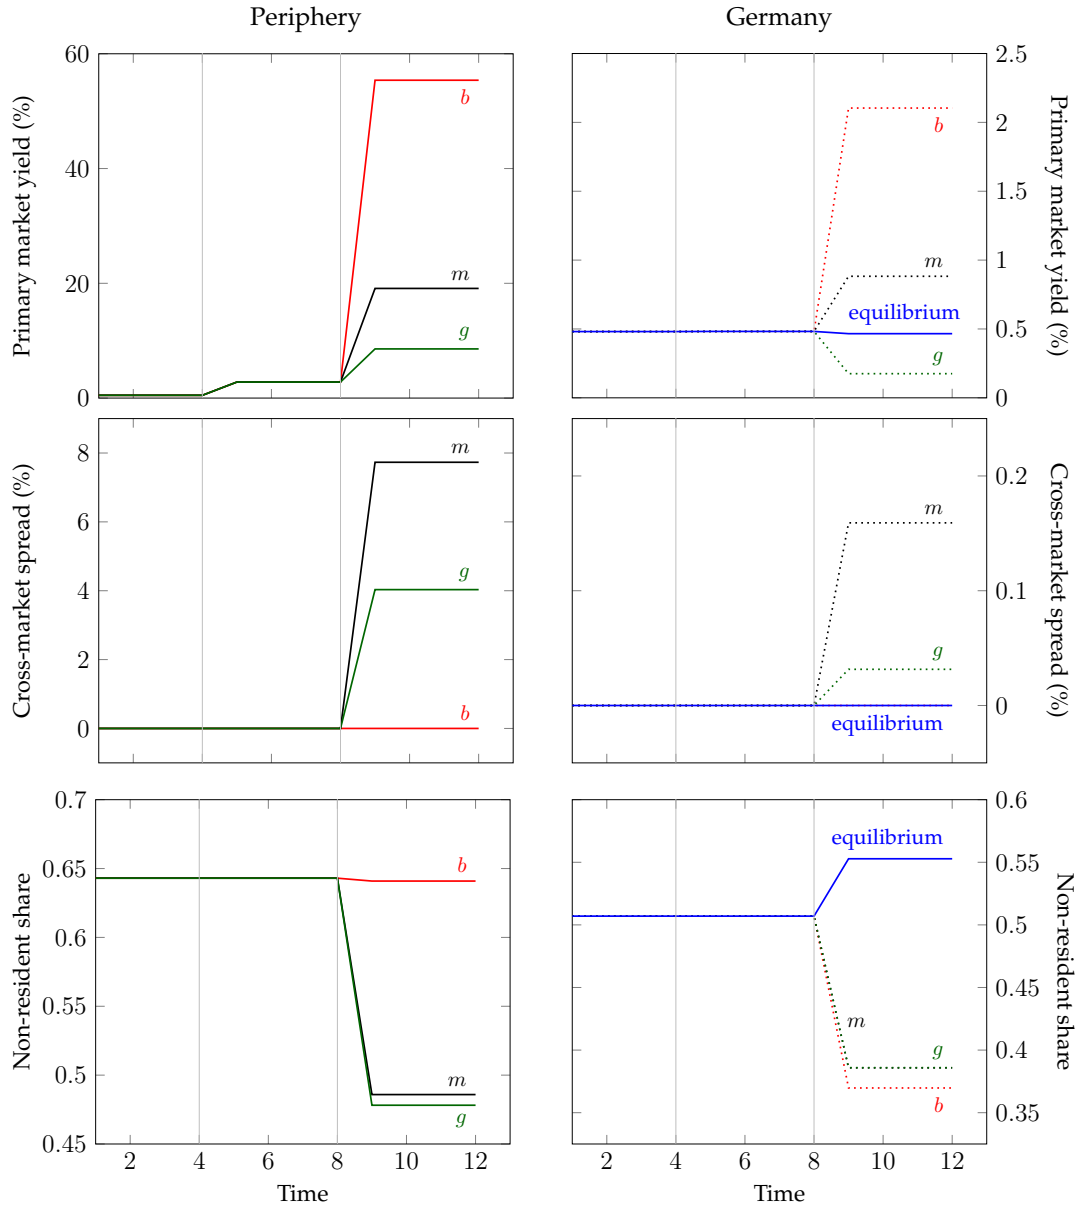 Periphery
Germany
Primary market yield (%)
60
40
20
0
b
m
g
2.5
2
1.5
1
0.5
0
Primary market yield (%)
b
m
equilibrium
g
Cross-market spread (%)
8
6
4
2
0
m
g
b
0.2
0.1
0
Cross-market spread (%)
m
g
equilibrium
Non-resident share
0.7
0.65
0.6
0.55
0.5
0.45
b
m
g
2 4 6 8 10 12
Time
0.6
0.55
0.5
0.45
0.4
0.35
Non-resident share
equilibrium
m
g
b
2 4 6 8 10 12
Time